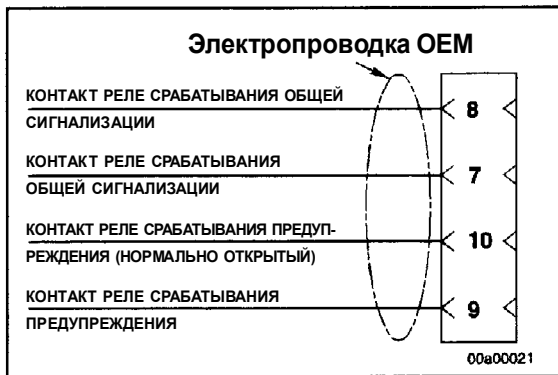 Электропроводка OEM
КОНТАКТ РЕЛЕ СРАБАТЫВАНИЯ ОБЩЕЙ
СИГНАЛИЗАЦИИ
8
КОНТАКТ РЕЛЕ СРАБАТЫВАНИЯ
ОБЩЕЙ СИГНАЛИЗАЦИИ
7
КОНТАКТ РЕЛЕ СРАБАТЫВАНИЯ ПРЕДУП-
РЕЖДЕНИЯ (НОРМАЛЬНО ОТКРЫТЫЙ)
10
КОНТАКТ РЕЛЕ СРАБАТЫВАНИЯ
ПРЕДУПРЕЖДЕНИЯ
9
00a00021